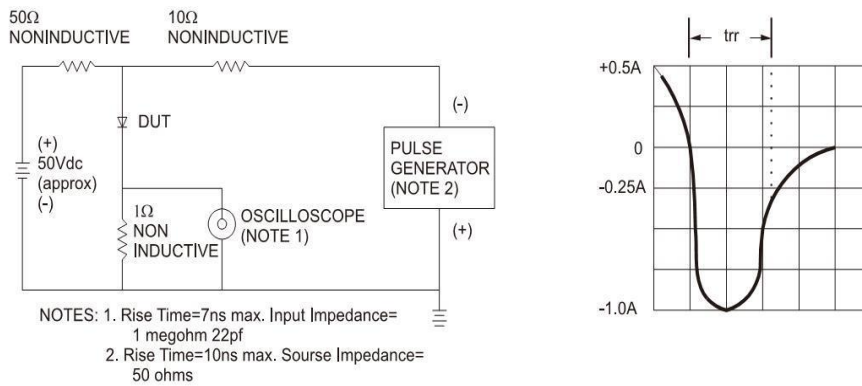 50Ω
NONINDUCTIVE
10Ω
NONINDUCTIVE
DUT
(+)
50Vdc
(approx)
(-)
1Ω
NON
INDUCTIVE
OSCILLOSCOPE
(NOTE 1)
(-)
PULSE
GENERATOR
(NOTE 2)
(+)
NOTES: 1. Rise Time=7ns max. Input Impedance=
1 megohm 22pf
2. Rise Time=10ns max. Sourse Impedance=
50 ohms
trr
+0.5A
0
-0.25A
-1.0A